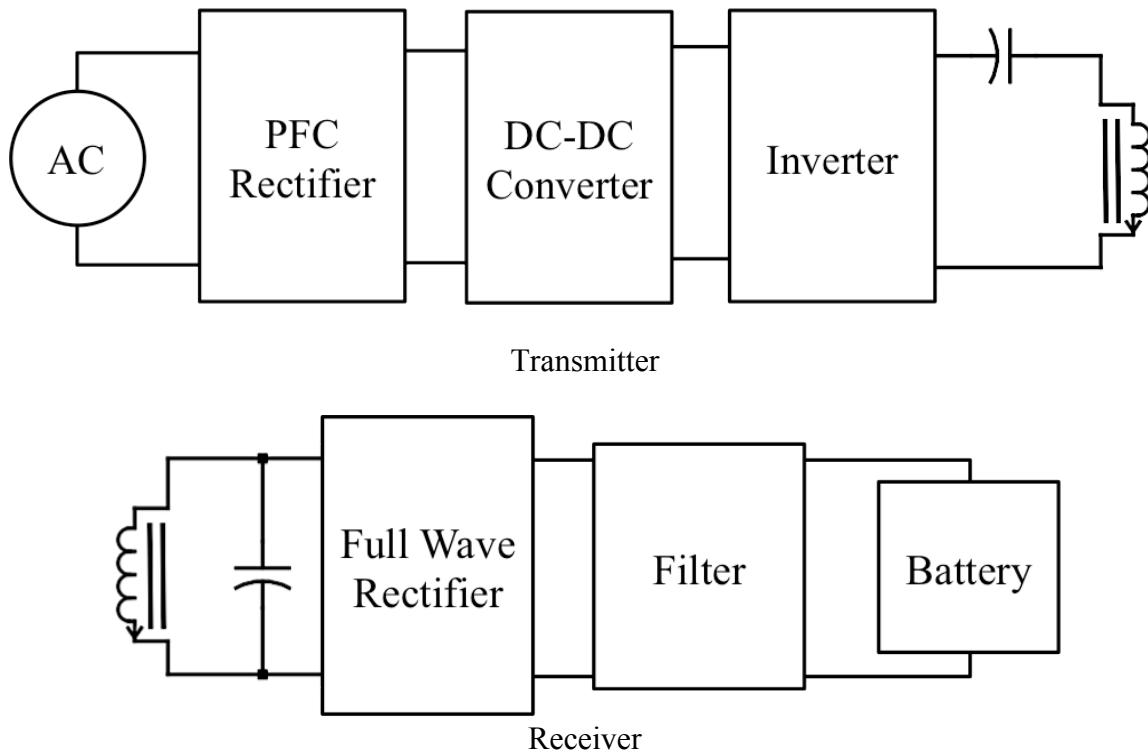 AC
PFC
Rectifier
DC-DC
Converter
Inverter
Transmitter
Full Wave
Rectifier
Filter
Battery
Receiver